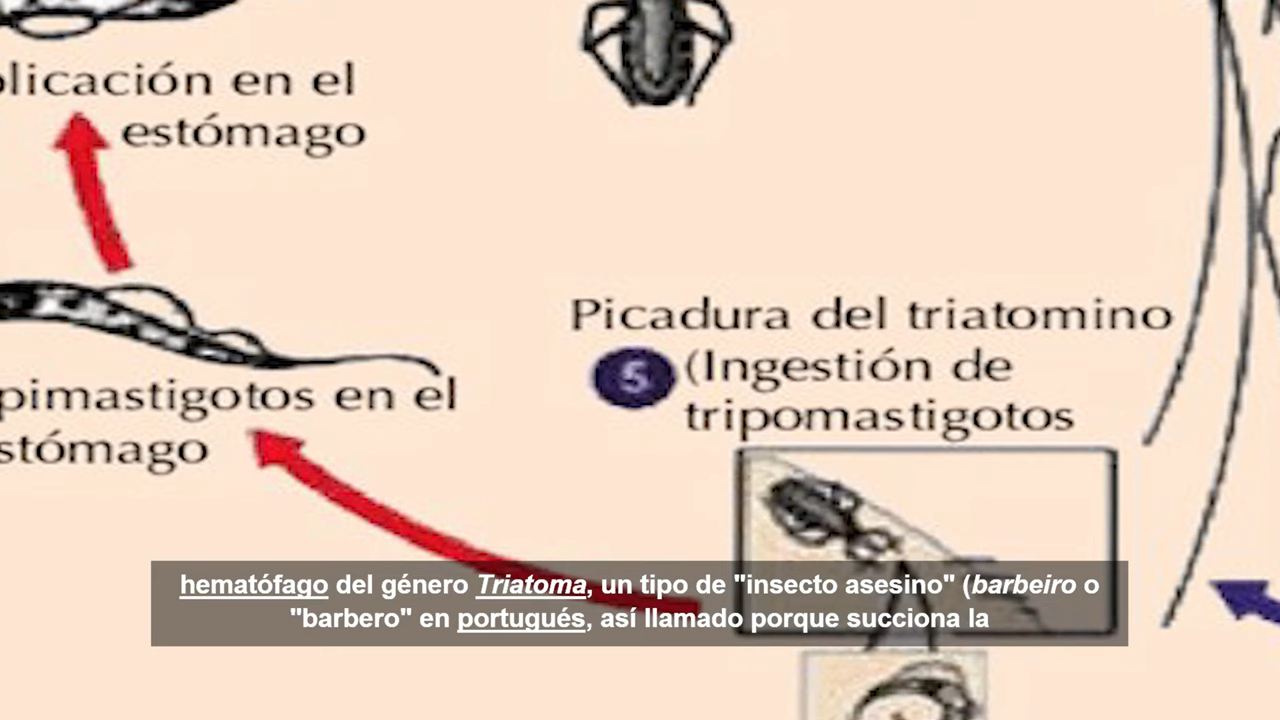 plicación en el
estómago
Picadura del triatomino
5 (Ingestión de
tripomastigotos
pimastigotos en el
stómago
hematófago del género Triatoma, un tipo de "insecto asesino" (barbeiro o
"barbero" en portugués, así llamado porque succiona la